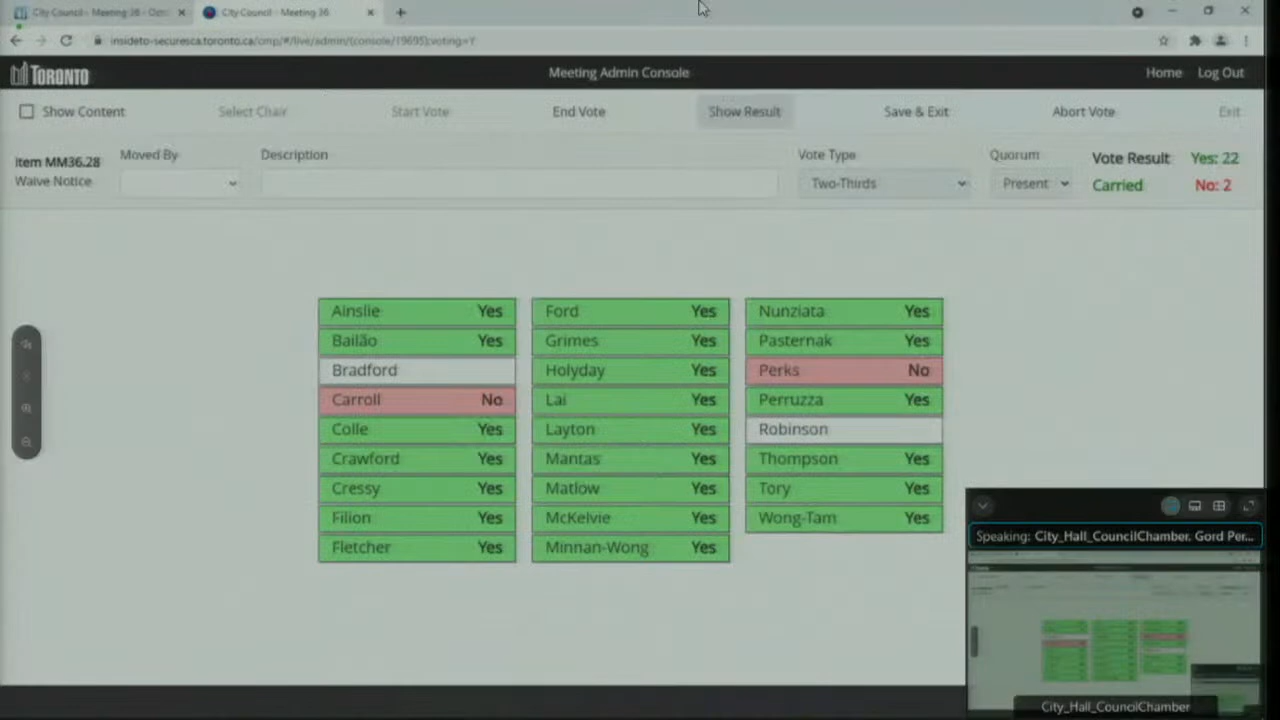 City Council - Meeting 36 - Oct
City Council - Meeting 36
insideto-securesca.toronto.ca/
TORONTO
Meeting Admin Console
Home
Log Out
Show Content
Select Chair
Start Vote
End Vote
Show Result
Save & Exit
Abort Vote
Exit
Item MM36.28
Waive Notice
Moved By
Description
Vote Type
Two-Thirds
Quorum
Present
Vote Result
Yes: 22
Carried
No: 2
Ainslie Yes
Bailão Yes
Bradford
Carroll No
Colle Yes
Crawford Yes
Cressy Yes
Filion Yes
Fletcher Yes
Ford Yes
Grimes Yes
Holyday Yes
Lai Yes
Layton Yes
Mantas Yes
Matlow Yes
McKelvie Yes
Minnan-Wong Yes
Nunziata Yes
Pasternak Yes
Perks No
Perruzza Yes
Robinson
Thompson Yes
Tory Yes
Wong-Tam Yes
Speaking: City_Hall_CouncilChamber, Gord Per...
City_Hall_CouncilChamber